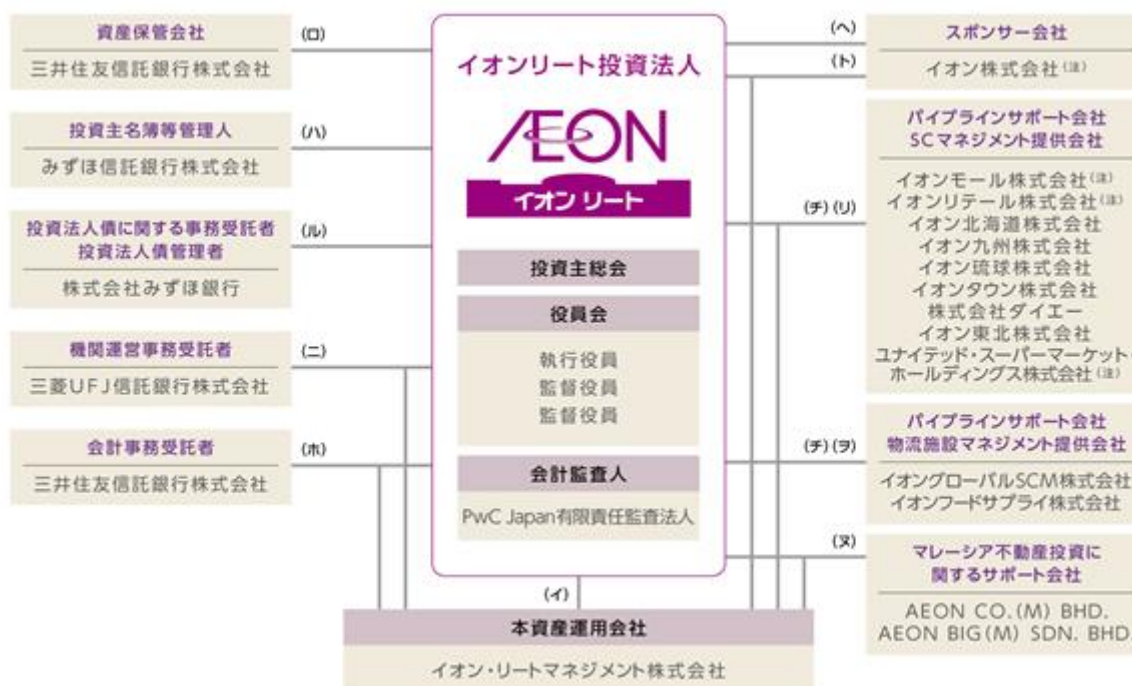 資産保管会社
(ロ)
三井住友信託銀行株式会社
投資主名簿等管理人
(ハ)
みずほ信託銀行株式会社
投資法人債に関する事務受託者
投資法人債管理者
(ル)
株式会社みずほ銀行
機関運営事務受託者
(ニ)
三菱UFJ信託銀行株式会社
会計事務受託者
(ホ)
三井住友信託銀行株式会社
イオンリート投資法人
ÆON
イオン リート
投資主総会
役員会
執行役員
監督役員
監督役員
会計監査人
PwC Japan有限責任監査法人
(イ)
本資産運用会社
イオン・リートマネジメント株式会社
(ヘ)
(ト)
スポンサー会社
イオン株式会社(注)
パイプラインサポート会社
SCマネジメント提供会社
(チ)(リ)
イオンモール株式会社(注)
イオンリテール株式会社(注)
イオン北海道株式会社
イオン九州株式会社
イオン琉球株式会社
イオンタウン株式会社
株式会社ダイエー
イオン東北株式会社
ユナイテッド・スーパーマーケット・
ホールディングス株式会社(注)
(チ)(ヲ)
パイプラインサポート会社
物流施設マネジメント提供会社
イオングローバルSCM株式会社
イオンフードサプライ株式会社
(ヌ)
マレーシア不動産投資に
関するサポート会社
AEON CO.(M) BHD.
AEON BIG(M) SDN. BHD.